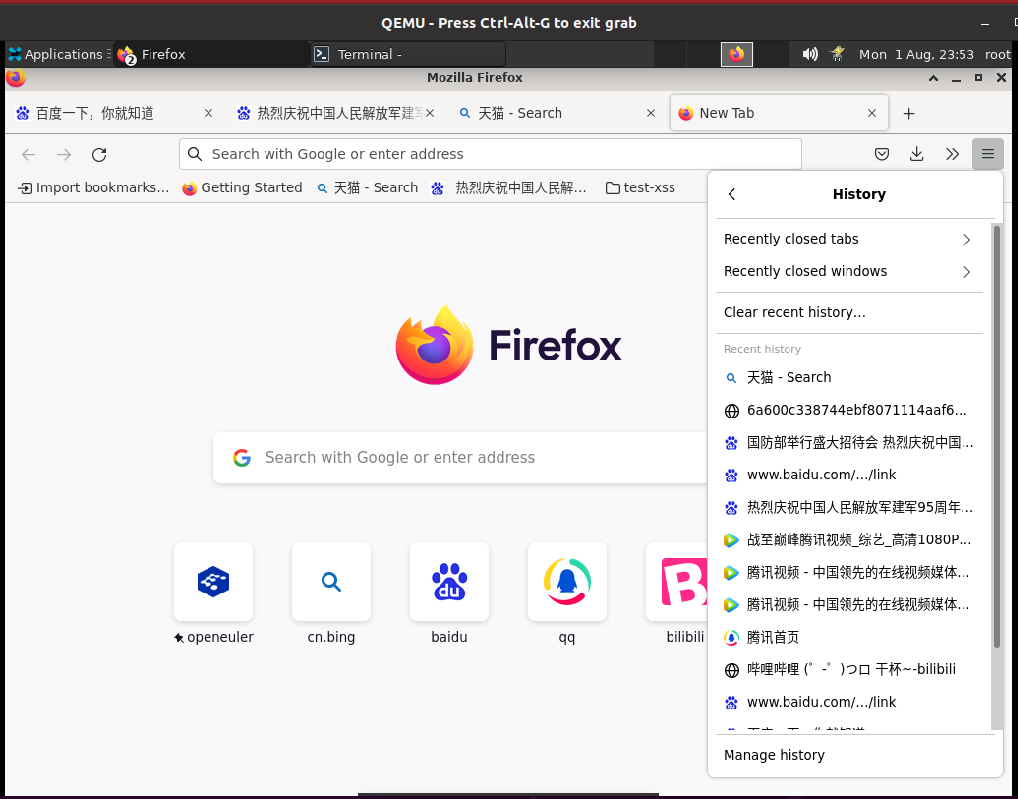 QEMU - Press Ctrl-Alt-G to exit grab
Applications
2
Firefox
Terminal -
Mon 1 Aug, 23:53
root
Mozilla Firefox
百度一下，你就知道
热烈庆祝中国人民解放军建军
天猫 - Search
New Tab
Search with Google or enter address
Import bookmarks...
Getting Started
天猫 - Search
热烈庆祝中国人民解...
test-xss
History
Recently closed tabs
Recently closed windows
Clear recent history...
Recent history
天猫 - Search
6a600c338744ebf8071114aaf6...
国防部举行盛大招待会 热烈庆祝中国...
www.baidu.com/.../link
热烈庆祝中国人民解放军建军95周年...
战至巅峰腾讯视频_综艺_高清1080P...
腾讯视频 - 中国领先的在线视频媒体...
腾讯视频 - 中国领先的在线视频媒体...
腾讯首页
哔哩哔哩 (゜-゜)つロ 干杯~-bilibili
www.baidu.com/.../link
Manage history
Firefox
Search with Google or enter address
du
openeuler
cn.bing
baidu
qq
bilibili